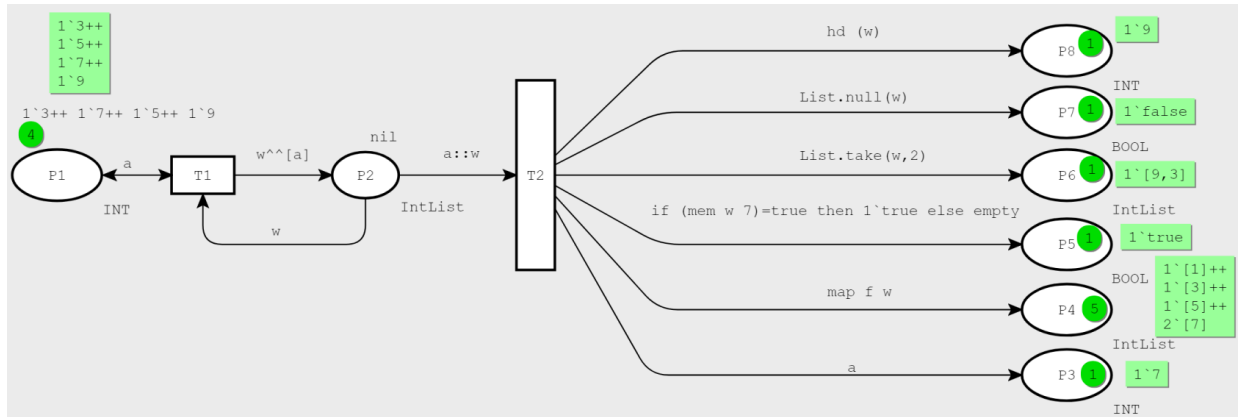 1`3++
1`5++
1`7++
1`9
1`3++ 1`7++ 1`5++ 1`9
4
P1
INT
a
T1
w^^[a]
w
nil
P2
IntList
a::w
T2
hd (w)
P8
1
1`9
INT
List.null(w)
P7
1
1`false
BOOL
List.take(w,2)
P6
1
1`[9,3]
IntList
if (mem w 7)=true then 1`true else empty
P5
1
1`true
BOOL
map f w
P4
5
1`[1]++
1`[3]++
1`[5]++
2`[7]
IntList
a
P3
1
1`7
INT